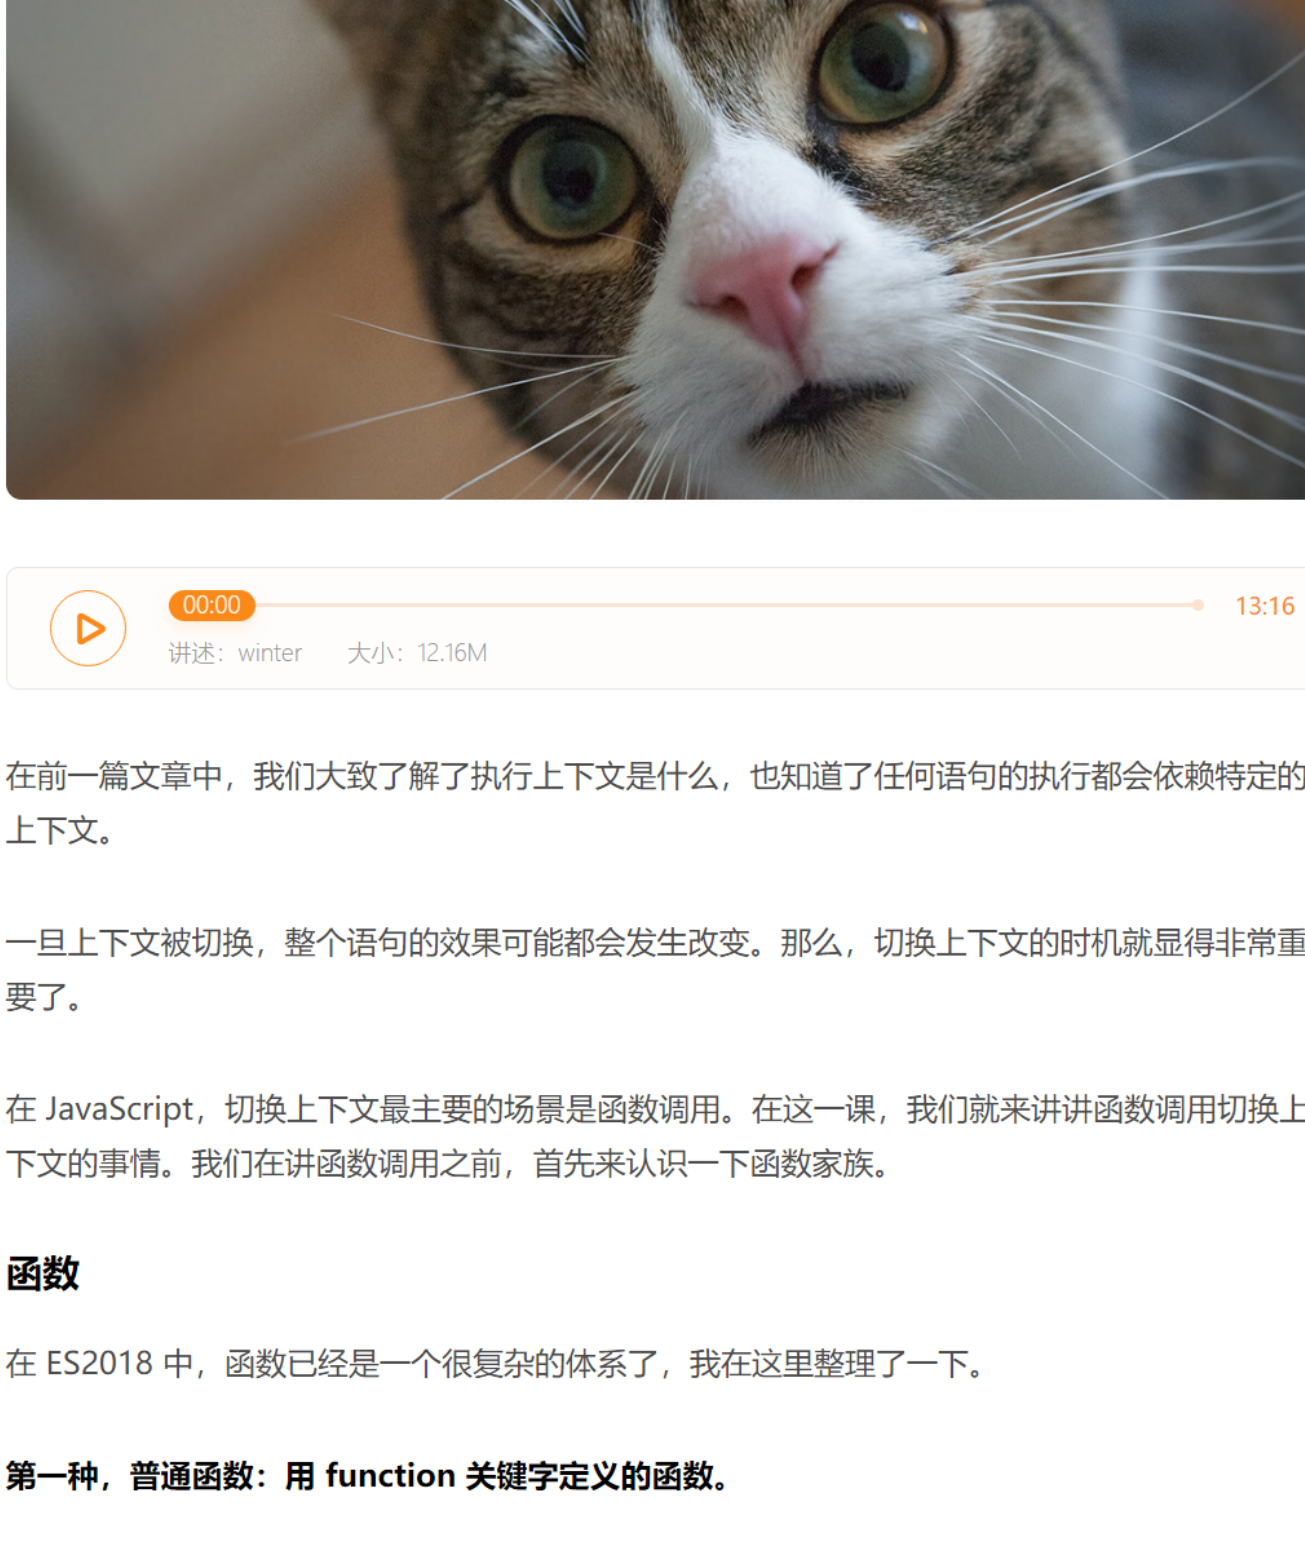 00:00
13:16
讲述：winter 大小：12.16M
在前一篇文章中，我们大致了解了执行上下文是什么，也知道了任何语句的执行都会依赖特定的
上下文。
一旦上下文被切换，整个语句的效果可能都会发生改变。那么，切换上下文的时机就显得非常重
要了。
在 JavaScript，切换上下文最主要的场景是函数调用。在这一课，我们就来讲讲函数调用切换上
下文的事情。我们在讲函数调用之前，首先来认识一下函数家族。
函数
在 ES2018 中，函数已经是一个很复杂的体系了，我在这里整理了一下。
第一种，普通函数：用 function 关键字定义的函数。